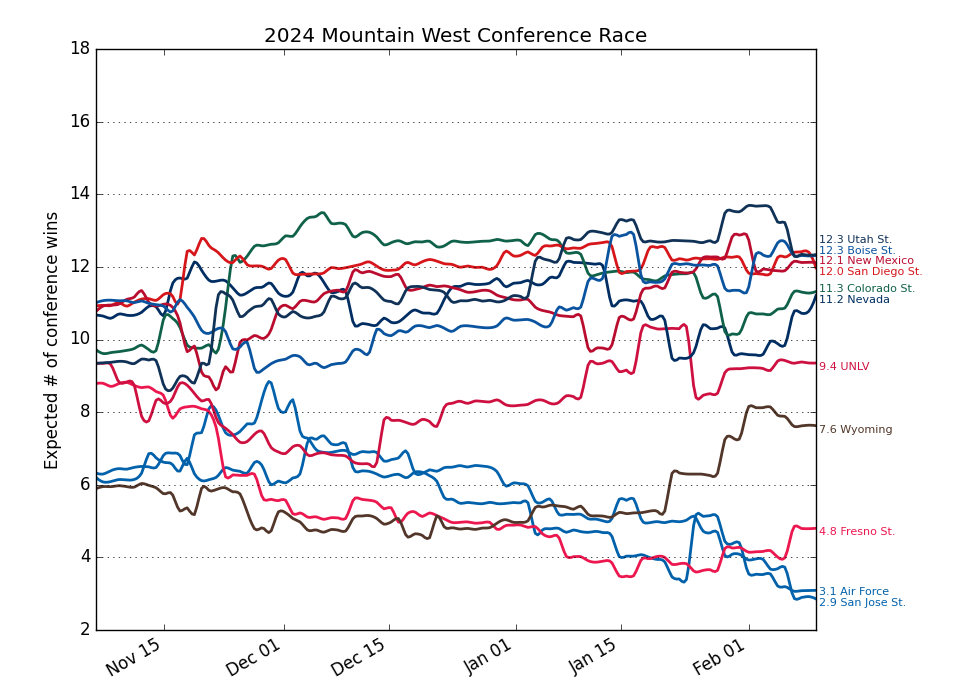 2024 Mountain West Conference Race
Expected # of conference wins
18
16
14
12
10
8
6
4
2
12.3 Utah St.
12.3 Boise St.
12.1 New Mexico
12.0 San Diego St.
11.3 Colorado St.
11.2 Nevada
9.4 UNLV
7.6 Wyoming
4.8 Fresno St.
3.1 Air Force
2.9 San Jose St.
Nov 15
Dec 01
Dec 15
Jan 01
Jan 15
Feb 01